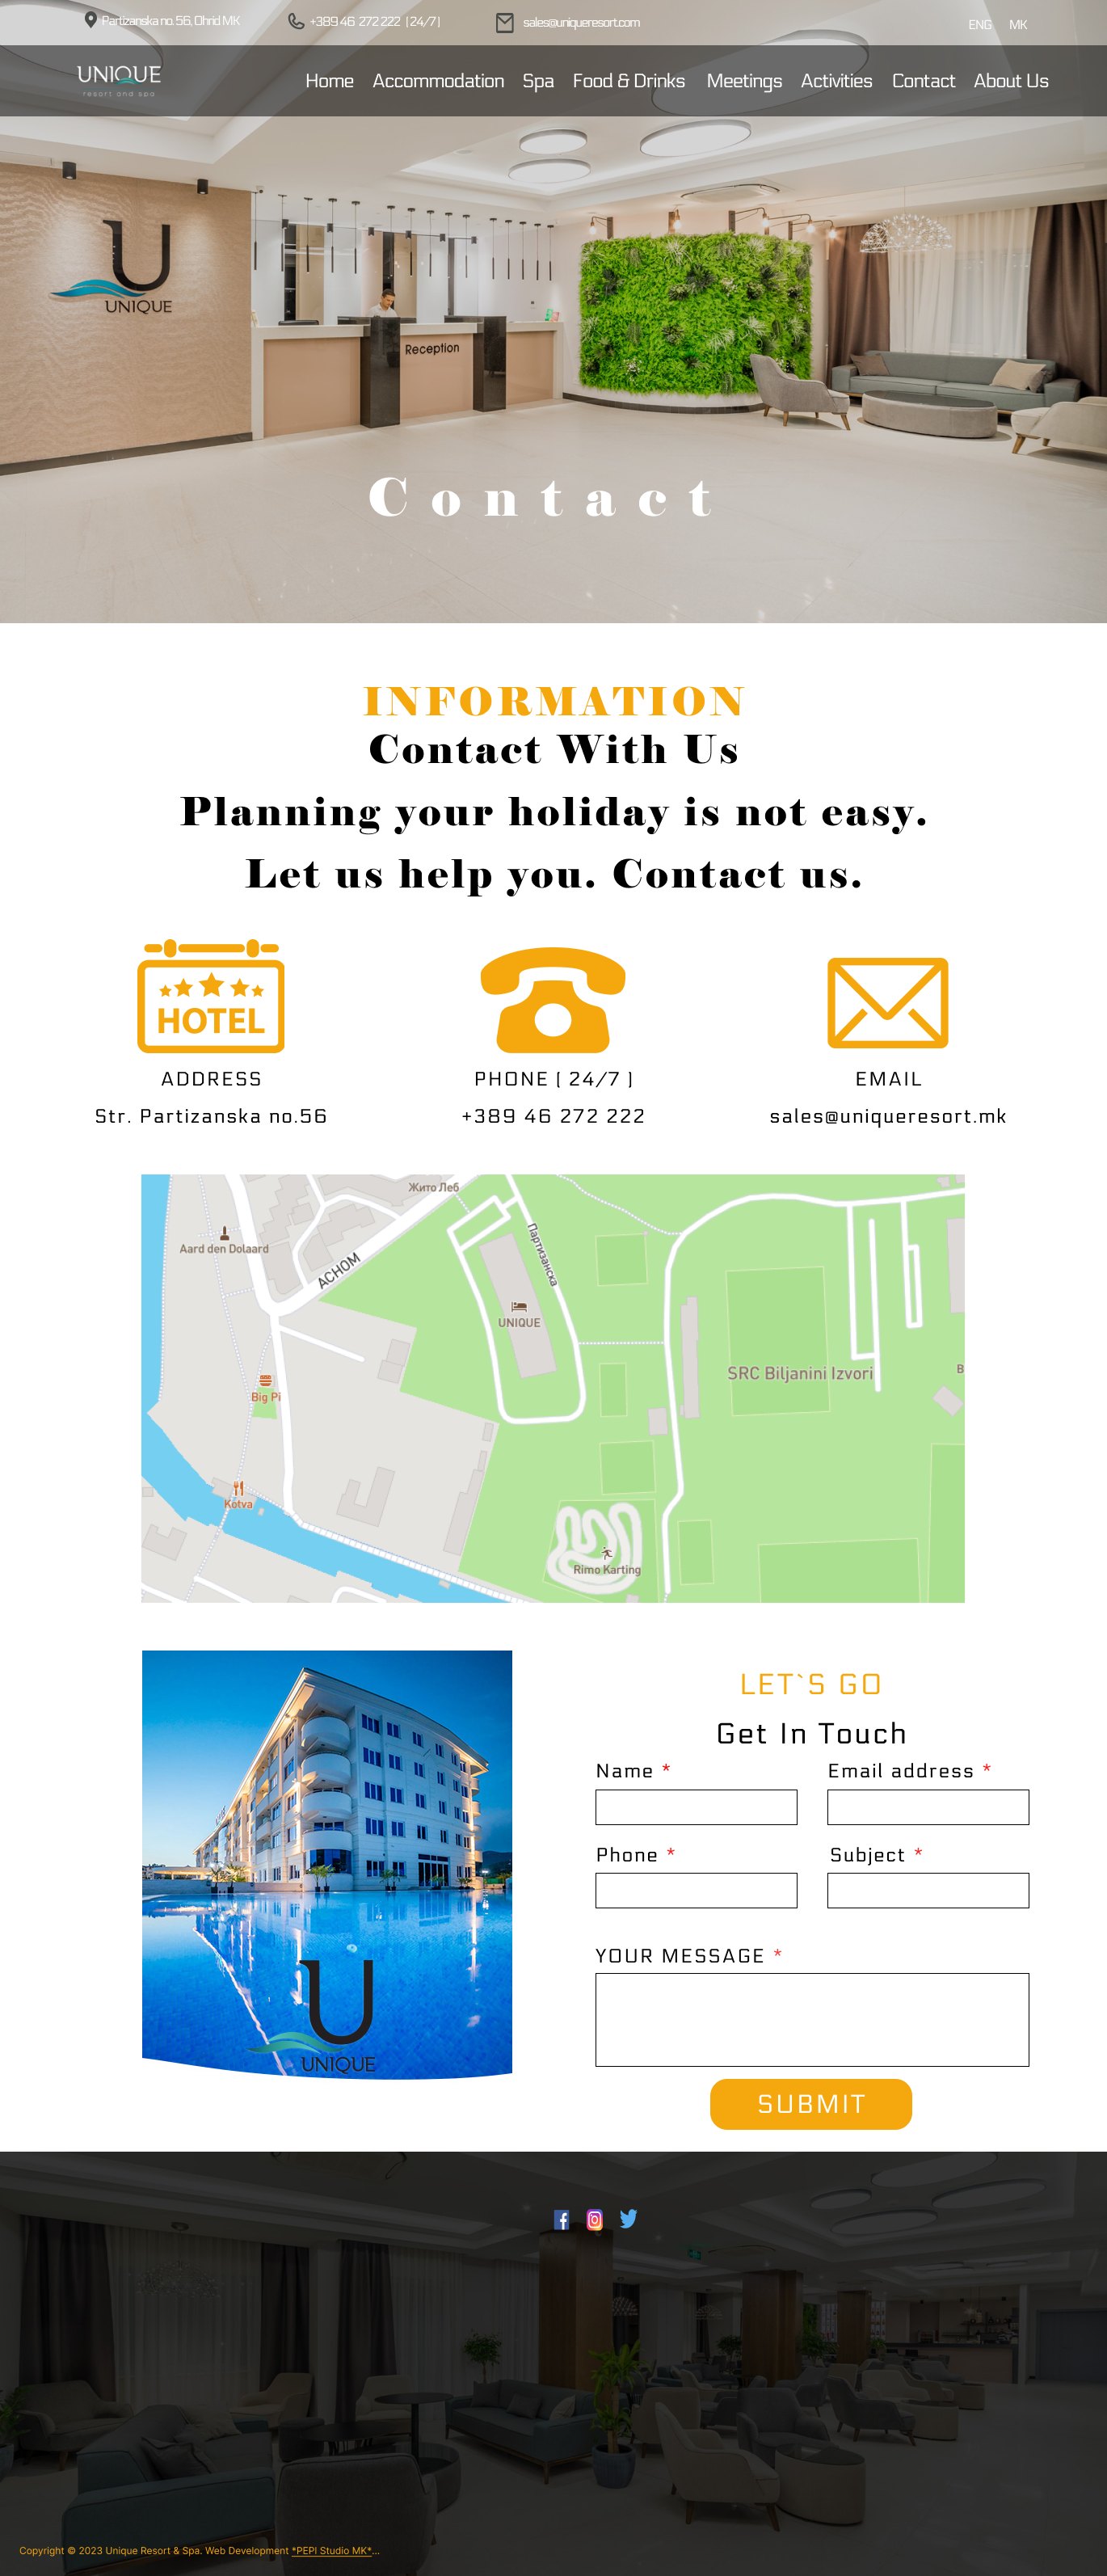 Partizanska no. 56, Ohrid MK
+389 46 272 222 ( 24/7 )
sales@uniqueresort.com
ENG MK
UNIQUE
resort and spa
Home Accommodation Spa Food & Drinks Meetings Activities Contact About Us
U
UNIQUE
Reception
Contact
INFORMATION
Contact With Us
Planning your holiday is not easy.
Let us help you. Contact us.
HOTEL
ADDRESS
Str. Partizanska no.56
PHONE ( 24/7 )
+389 46 272 222
EMAIL
sales@uniqueresort.mk
Жито Леб
Aard den Dolaard
АСНОМ
Партизанска
UNIQUE
SRC Biljanini Izvori
B
Big Pi
Kotva
Rimo Karting
U
UNIQUE
LET`S GO
Get In Touch
Name *
Email address *
Phone *
Subject *
YOUR MESSAGE *
SUBMIT
Copyright © 2023 Unique Resort & Spa. Web Development *PEPI Studio MK*...